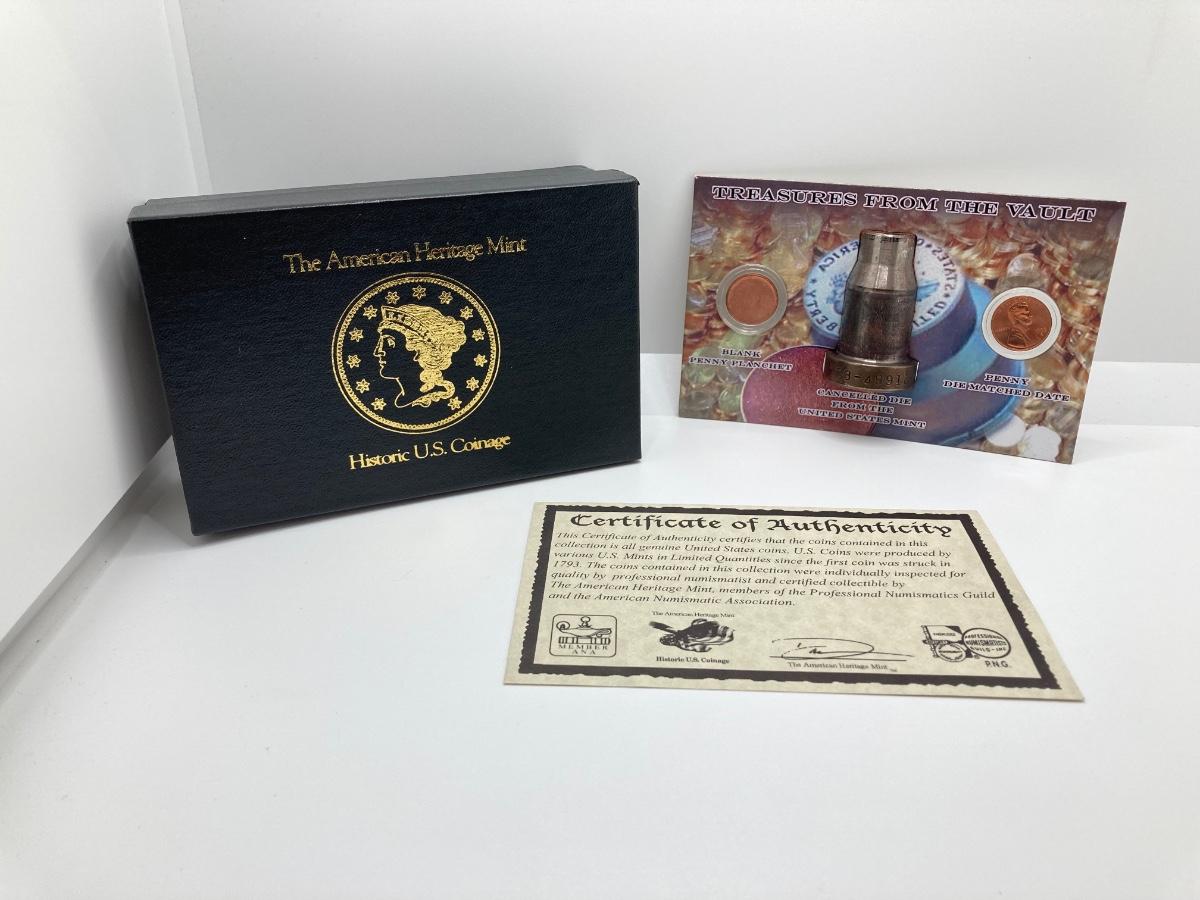 The American Heritage Mint
LIBERTY
Historic U.S. Coinage
TREASURES FROM THE VAULT
BLANK
PENNY PLANCHET
CANCELLED DIE
FROM THE
UNITED STATES MINT
PENNY
DIE MATCHED DATE
Certificate of Authenticity
This Certificate of Authenticity certifies that the coins contained in this
collection is all genuine United States coins. U.S. Coins were produced by
various U.S. Mints in Limited Quantities since the first coin was struck in
1793. The coins contained in this collection were individually inspected for
quality by professional numismatist and certified collectible by
The American Heritage Mint, members of the Professional Numismatics Guild
and the American Numismatic Association.
MEMBER
ANA
The American Heritage Mint
Historic U.S. Coinage
The American Heritage Mint
PROFESSIONAL
NUMISMATISTS
GUILD - INC
P.N.G.